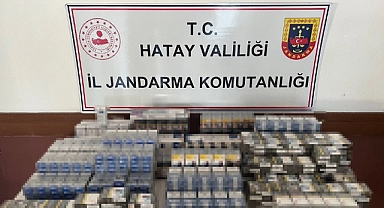 T.C.
HATAY VALİLİĞİ
İL JANDARMA KOMUTANLIĞI